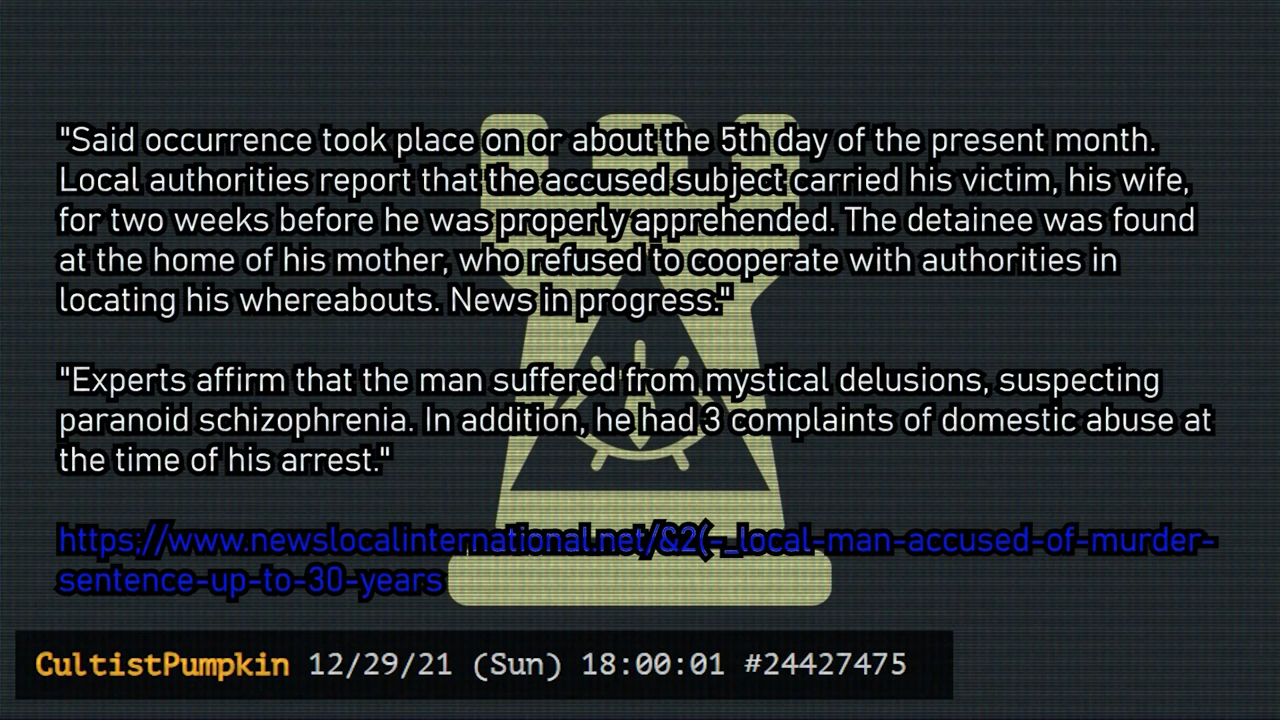 "Said occurrence took place on or about the 5th day of the present month.
Local authorities report that the accused subject carried his victim, his wife,
for two weeks before he was properly apprehended. The detainee was found
at the home of his mother, who refused to cooperate with authorities in
locating his whereabouts. News in progress."
"Experts affirm that the man suffered from mystical delusions, suspecting
paranoid schizophrenia. In addition, he had 3 complaints of domestic abuse at
the time of his arrest."
https;//www.newslocalinternational.net/&2(-_local-man-accused-of-murder-
sentence-up-to-30-years
CultistPumpkin 12/29/21 (Sun) 18:00:01 #24427475